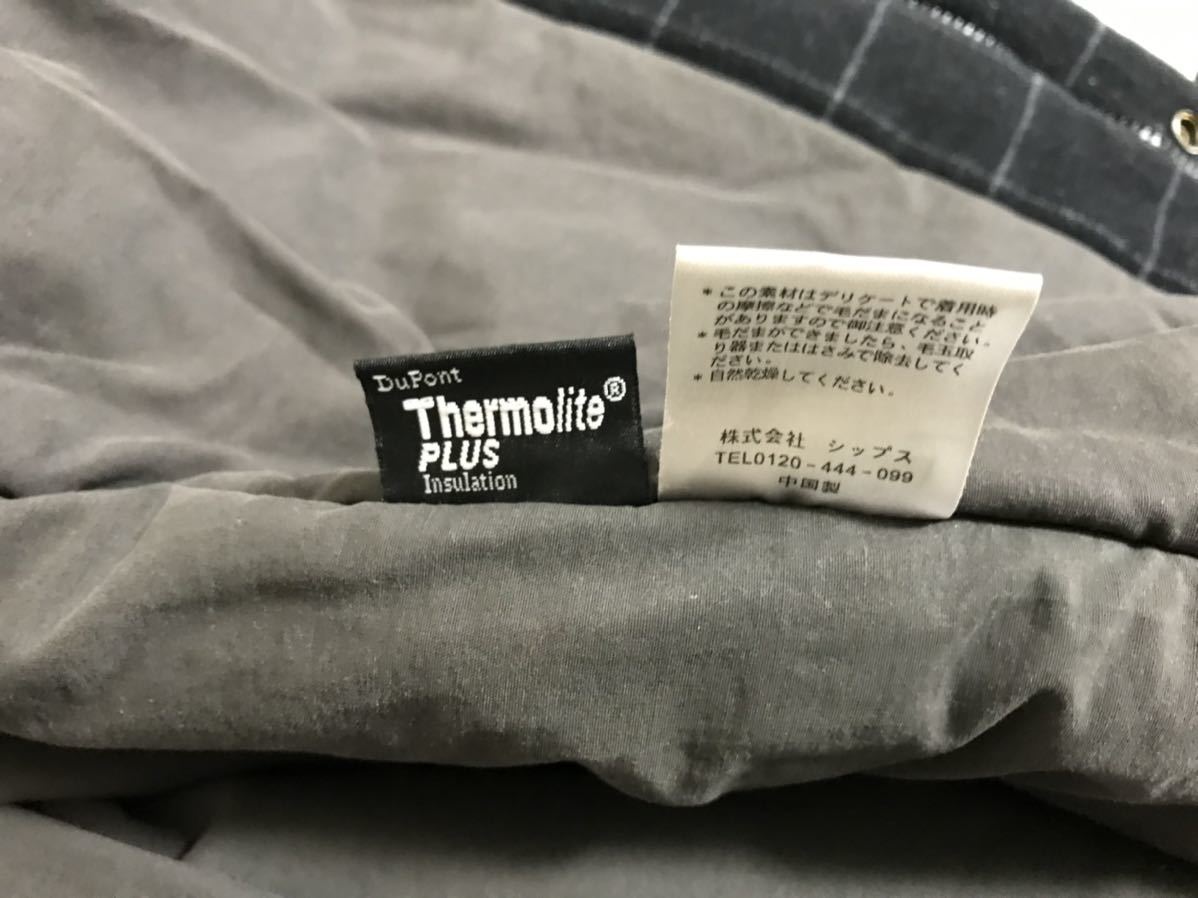 DuPont
Thermolite®
PLUS
Insulation
* この素材はデリケートで着用時
の摩擦などで毛だまになること
がありますので御注意ください。
* 毛だまができましたら、毛玉取
り器またははさみで除去してく
ださい。
* 自然乾燥してください。
株式会社 シップス
TEL0120-444-099
中国製